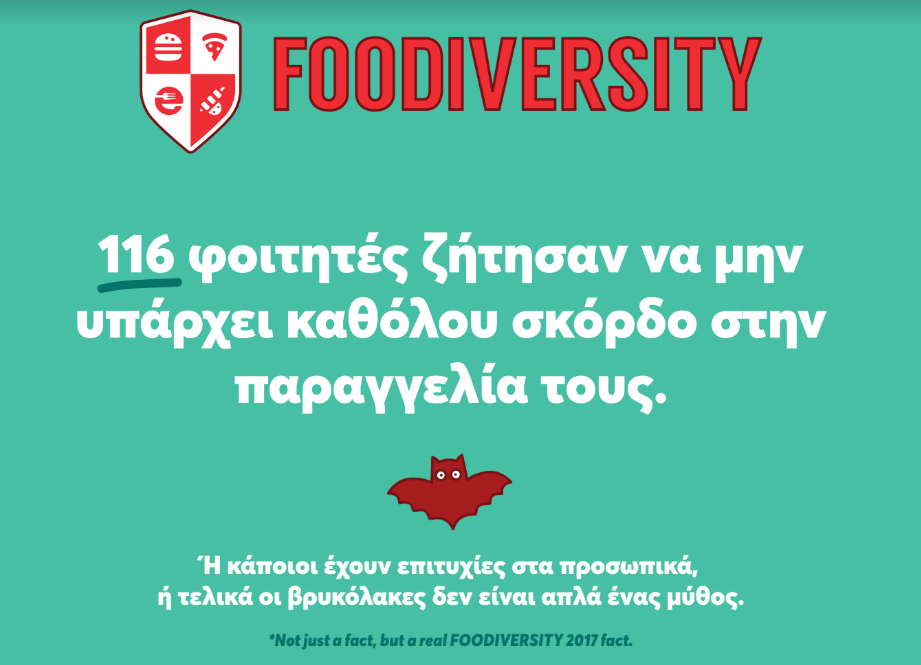 FOODIVERSITY
116 φοιτητές ζήτησαν να μην
υπάρχει καθόλου σκόρδο στην
παραγγελία τους.
Ή κάποιοι έχουν επιτυχίες στα προσωπικά,
ή τελικά οι βρυκόλακες δεν είναι απλά ένας μύθος.
*Not just a fact, but a real FOODIVERSITY 2017 fact.